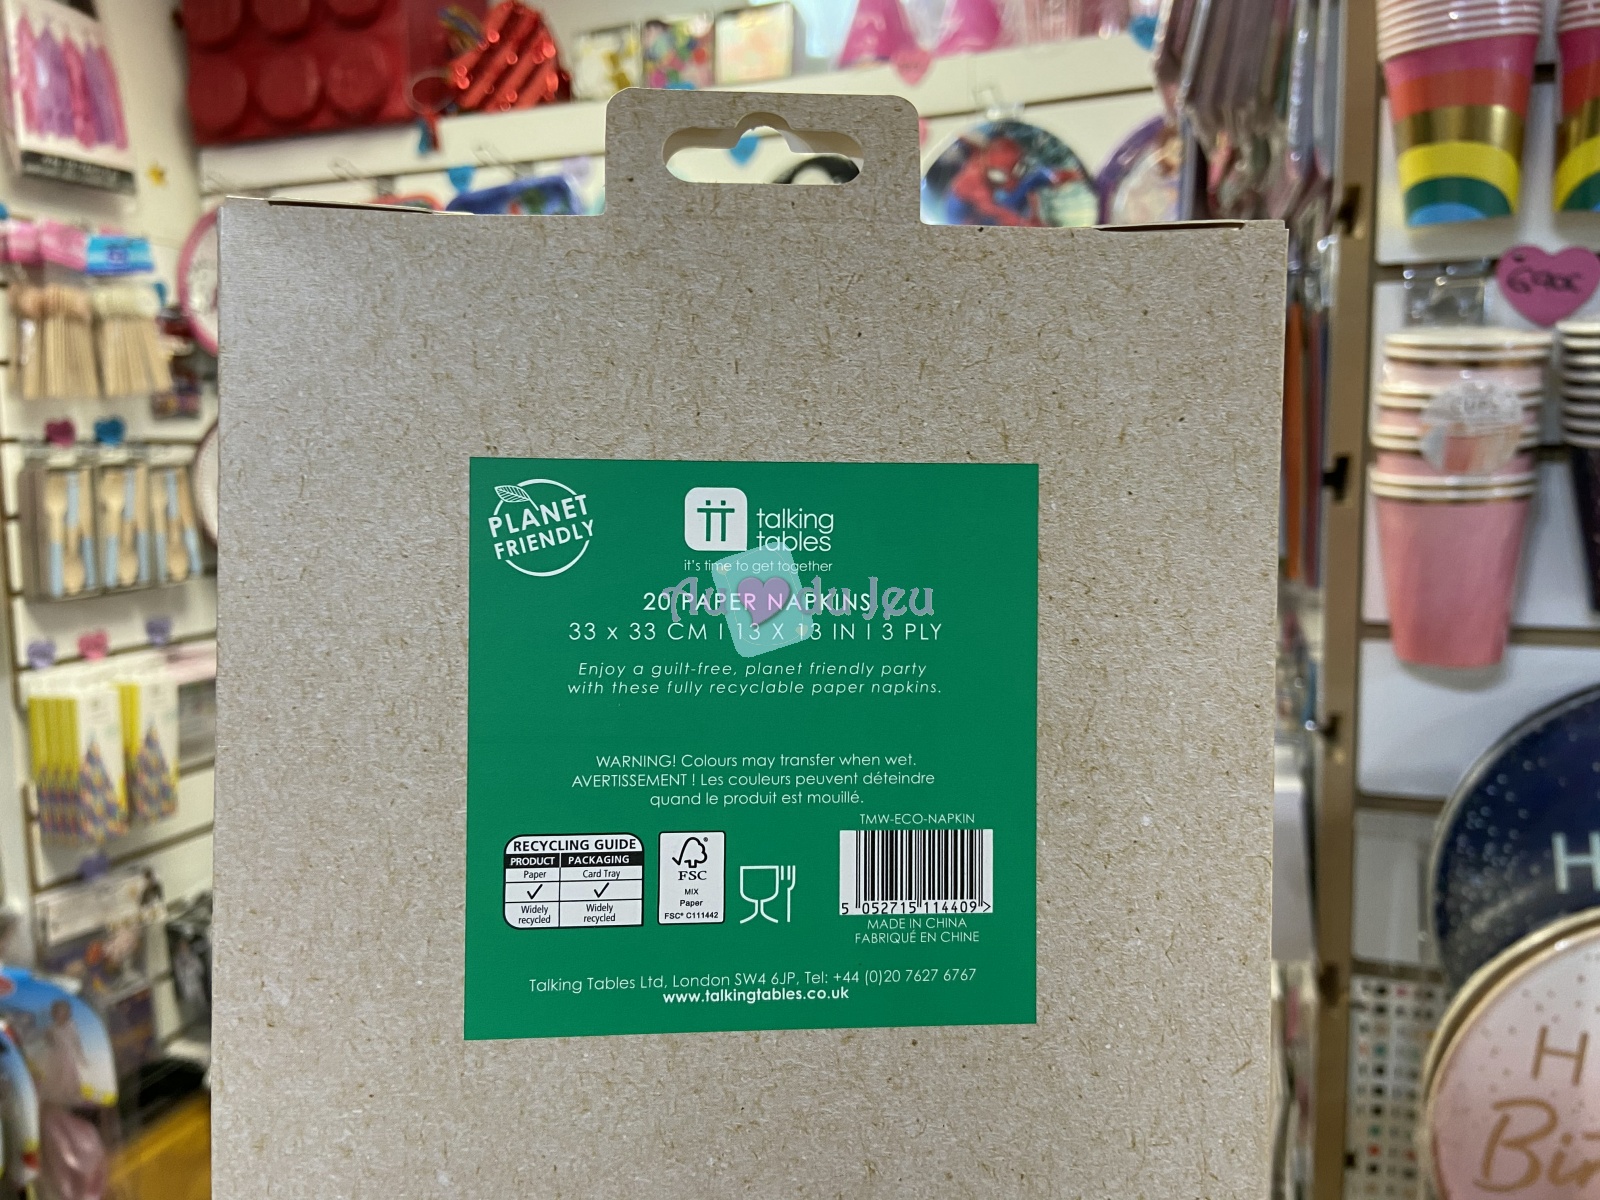 PLANET
FRIENDLY
talking
tables
it's time to get together
Au du Jeu
20 PAPER NAPKINS
33 x 33 CM I 13 X 13 IN I 3 PLY
Enjoy a guilt-free, planet friendly party
with these fully recyclable paper napkins.
WARNING! Colours may transfer when wet.
AVERTISSEMENT ! Les couleurs peuvent déteindre
quand le produit est mouillé.
TMW-ECO-NAPKIN
RECYCLING GUIDE
PRODUCT PACKAGING
Paper Card Tray
Widely Widely
recycled recycled
FSC
MIX
Paper
FSC® C111442
5 052715 114409 >
MADE IN CHINA
FABRIQUÉ EN CHINE
Talking Tables Ltd, London SW4 6JP, Tel: +44 (0)20 7627 6767
www.talkingtables.co.uk
H
H
Bir